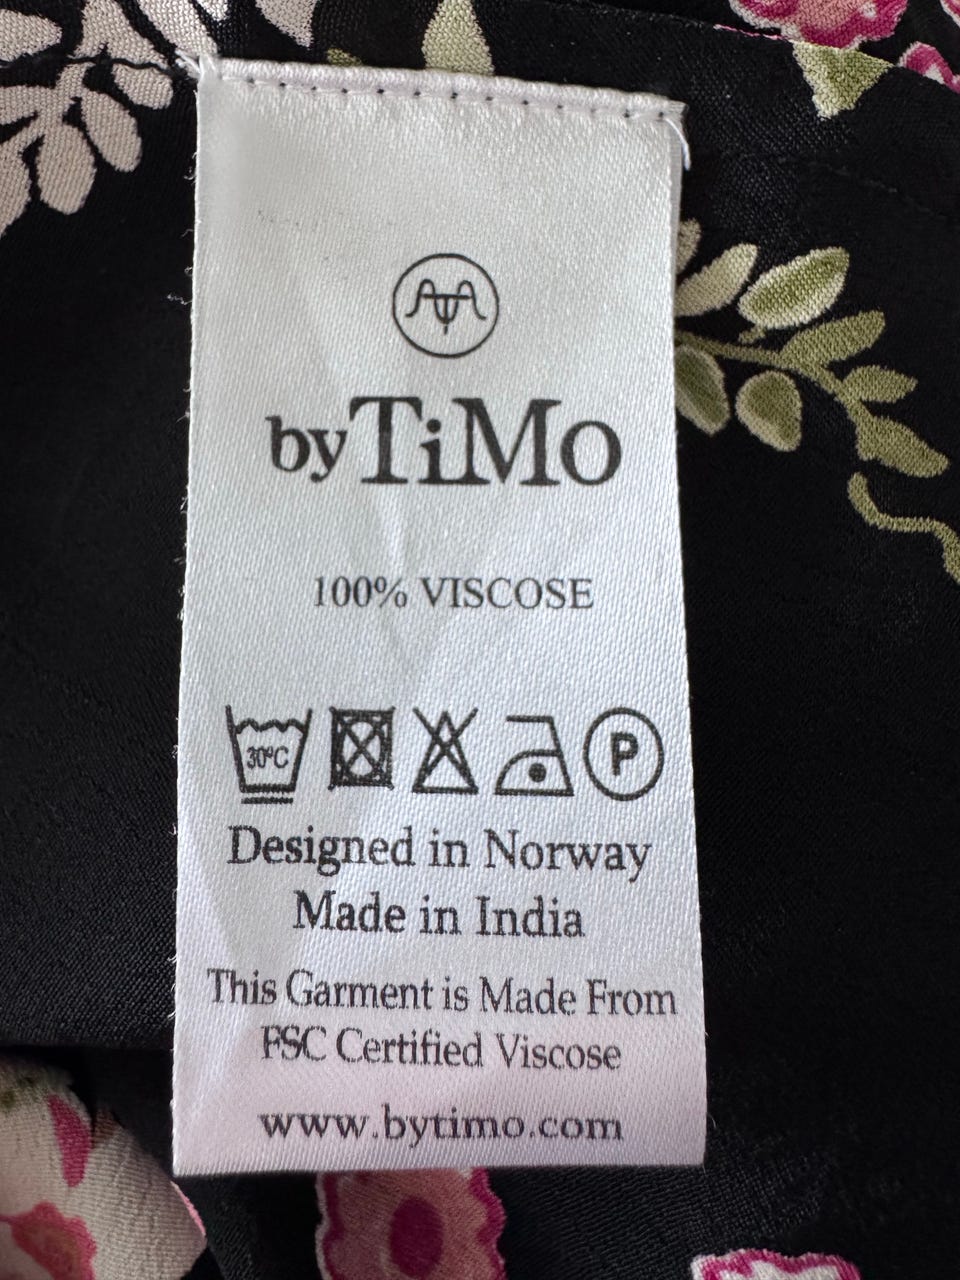 byTiMo
100% VISCOSE
30°C
P
Designed in Norway
Made in India
This Garment is Made From
FSC Certified Viscose
www.bytimo.com